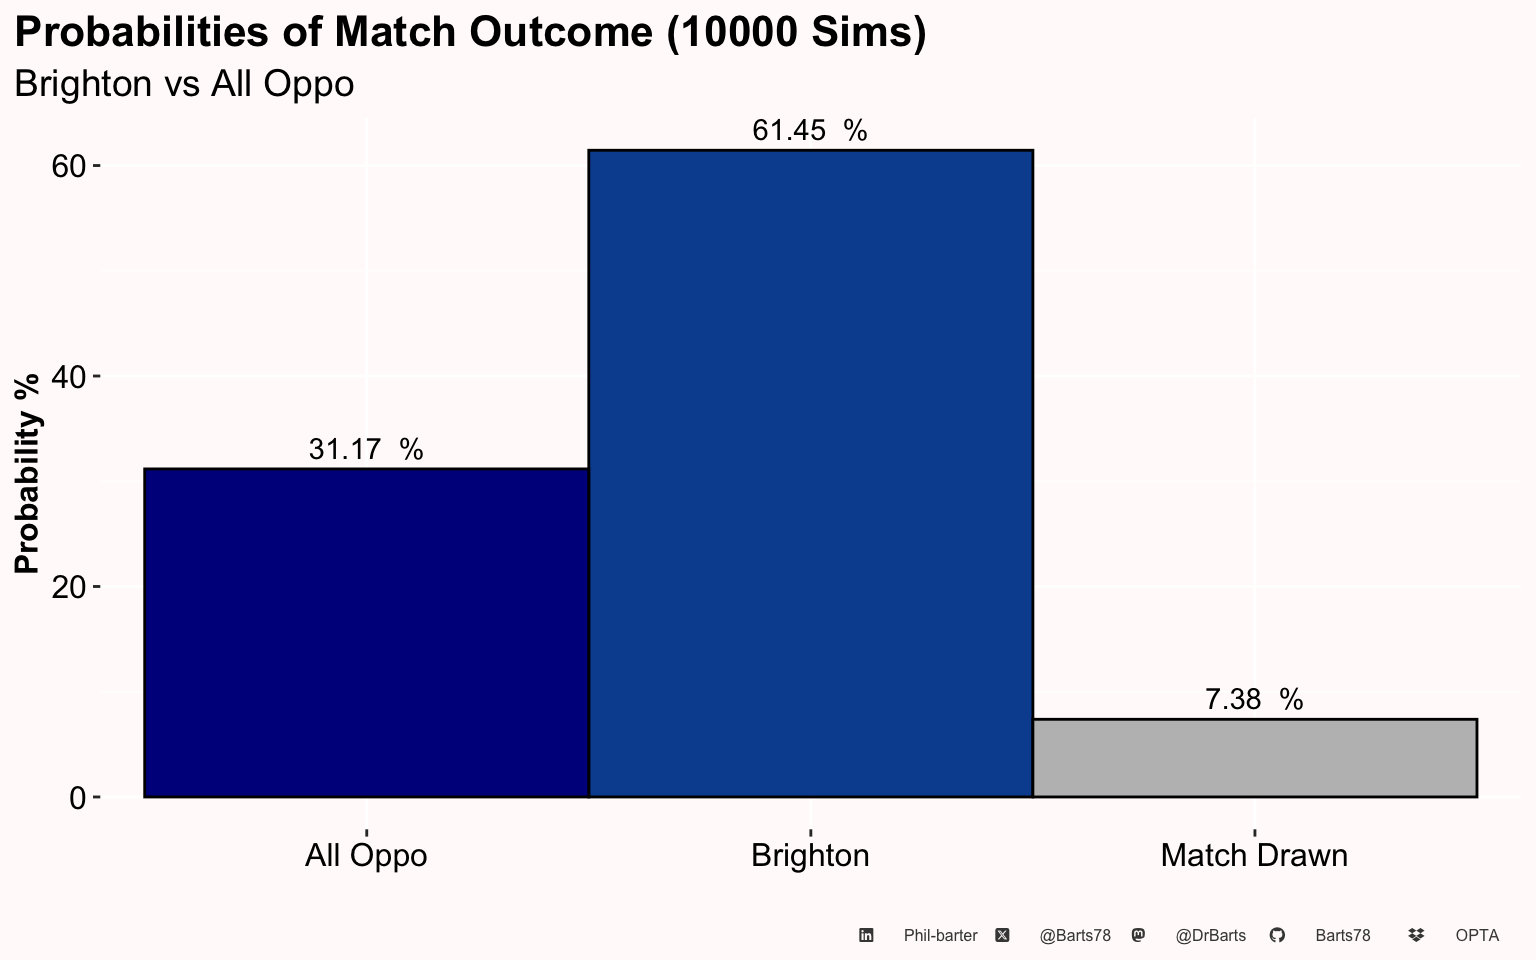 Probabilities of Match Outcome (10000 Sims)
Brighton vs All Oppo
Probability %
60
40
20
0
31.17 %
61.45 %
7.38 %
All Oppo
Brighton
Match Drawn
Phil-barter @Barts78 @DrBarts Barts78 OPTA